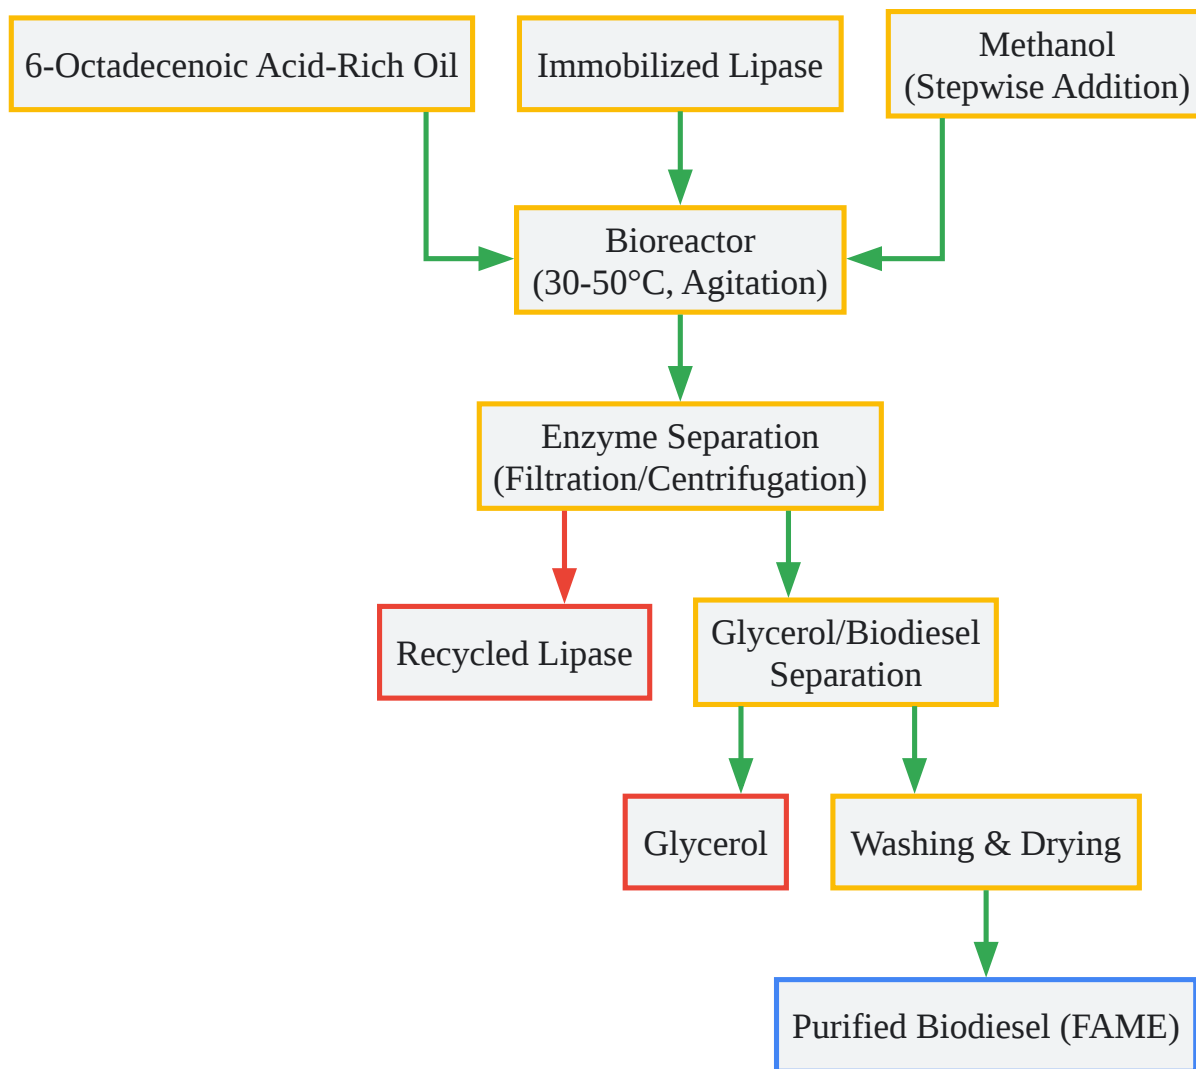 6-Octadecenoic Acid-Rich Oil
Immobilized Lipase
Methanol
(Stepwise Addition)
Bioreactor
(30-50°C, Agitation)
Enzyme Separation
(Filtration/Centrifugation)
Recycled Lipase
Glycerol/Biodiesel
Separation
Glycerol
Washing & Drying
Purified Biodiesel (FAME)